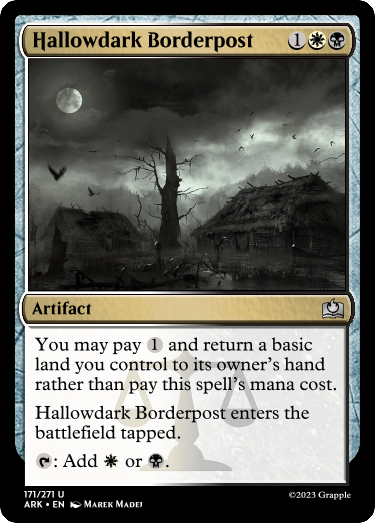 Hallowdark Borderpost 1
Artifact
You may pay 1 and return a basic
land you control to its owner's hand
rather than pay this spell's mana cost.
Hallowdark Borderpost enters the
battlefield tapped.
: Add or .
171/271 U
ARK • EN Marek Madej
©2023 Grapple